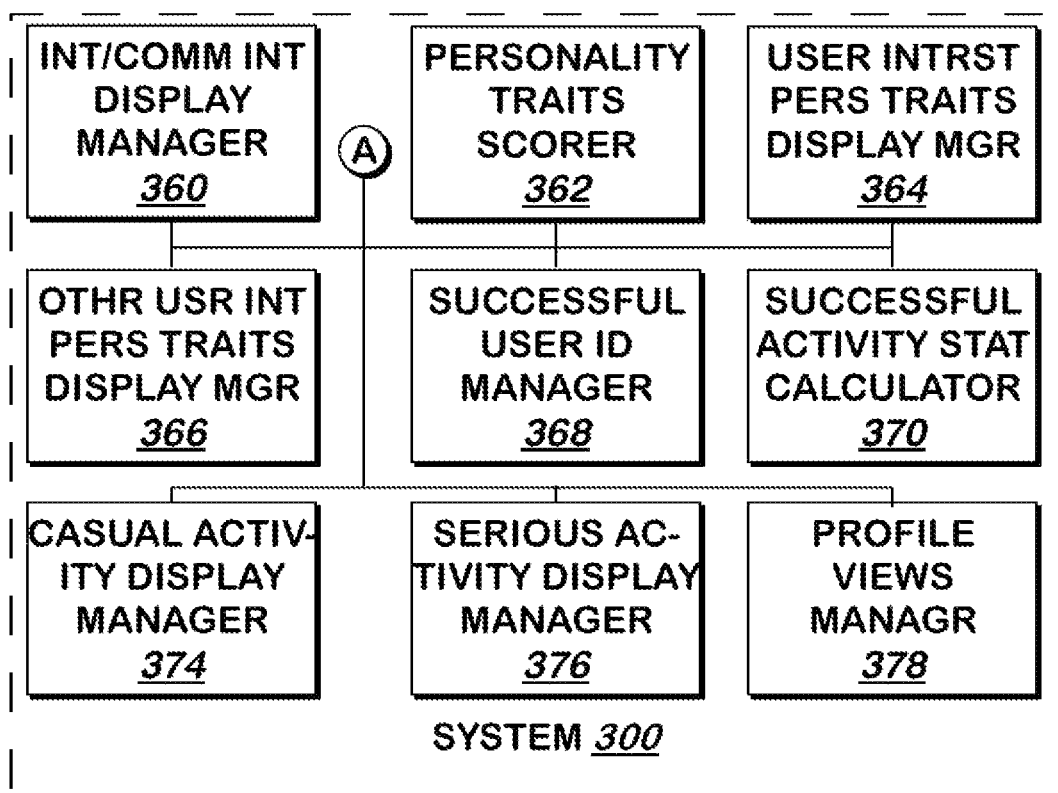 INT/COMM INT
DISPLAY
MANAGER
360
A
PERSONALITY
TRAITS
SCORER
362
USER INTRST
PERS TRAITS
DISPLAY MGR
364
OTHR USR INT
PERS TRAITS
DISPLAY MGR
366
SUCCESSFUL
USER ID
MANAGER
368
SUCCESSFUL
ACTIVITY STAT
CALCULATOR
370
CASUAL ACTIV-
ITY DISPLAY
MANAGER
374
SERIOUS AC-
TIVITY DISPLAY
MANAGER
376
PROFILE
VIEWS
MANAGR
378
SYSTEM 300